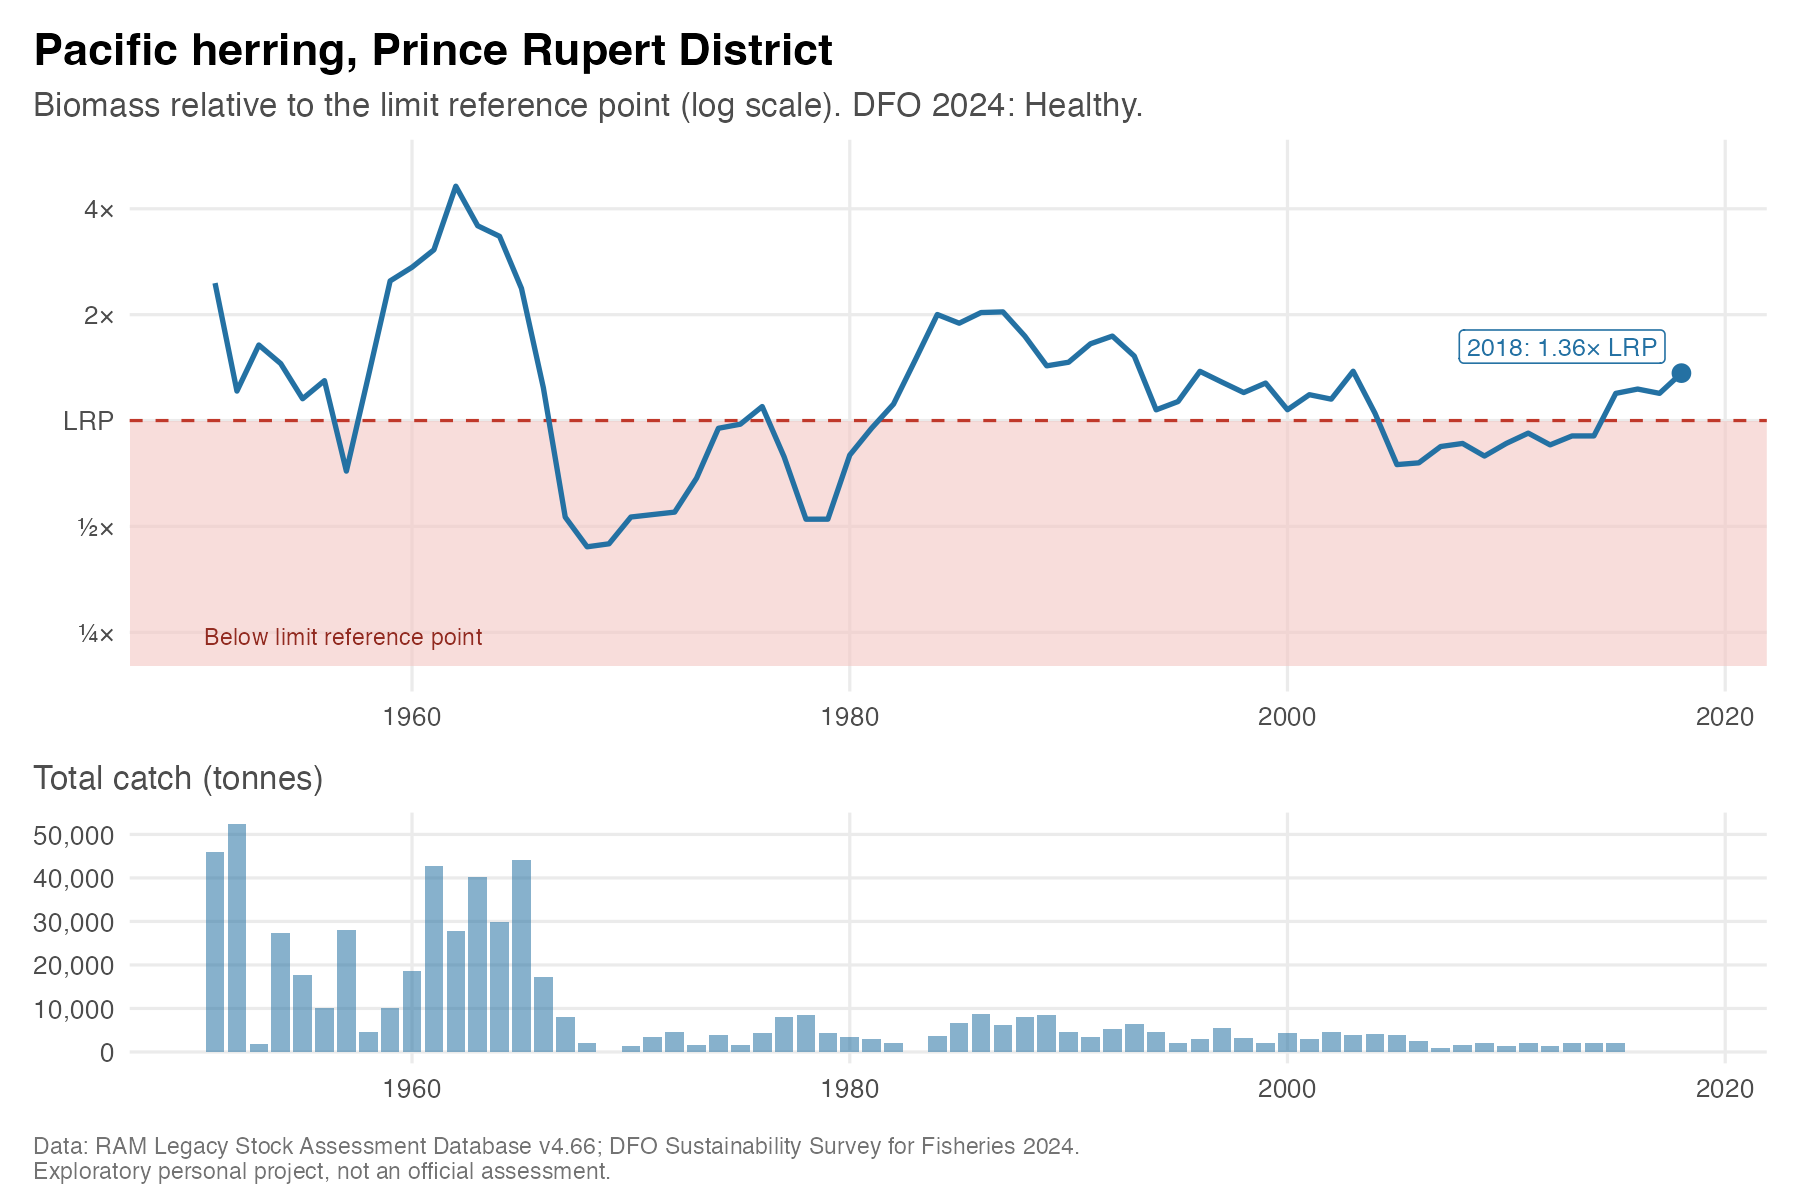 Pacific herring, Prince Rupert District
Biomass relative to the limit reference point (log scale). DFO 2024: Healthy.
4×
2×
LRP
½×
¼×
2018: 1.36× LRP
Below limit reference point
1960
1980
2000
2020
Total catch (tonnes)
50,000
40,000
30,000
20,000
10,000
0
1960
1980
2000
2020
Data: RAM Legacy Stock Assessment Database v4.66; DFO Sustainability Survey for Fisheries 2024.
Exploratory personal project, not an official assessment.